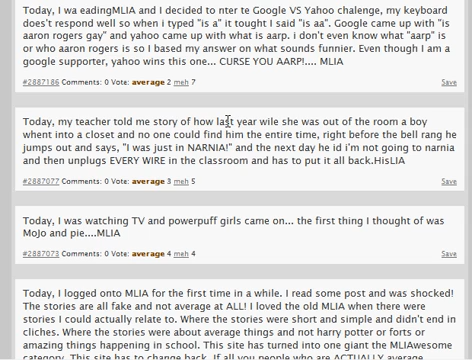 Today, I wa eadingMLIA and I decided to nter te Google VS Yahoo chalenge, my keyboard
does't respond well so when i typed "is a" it tought I said "is aa". Google came up with "is
aaron rogers gay" and yahoo came up with what is aarp. i don't even know what "aarp" is
or who aaron rogers is so I based my answer on what sounds funnier. Even though I am a
google supporter, yahoo wins this one... CURSE YOU AARP!.... MLIA
#2887186 Comments: 0 Vote: average 2 meh 7 Save
Today, my teacher told me story of how last year wile she was out of the room a boy
whent into a closet and no one could find him the entire time, right before the bell rang he
jumps out and says, "I was just in NARNIA!" and the next day he id i'm not going to narnia
and then unplugs EVERY WIRE in the classroom and has to put it all back.HisLIA
#2887077 Comments: 0 Vote: average 3 meh 5 Save
Today, I was watching TV and powerpuff girls came on... the first thing I thought of was
MoJo and pie....MLIA
#2887073 Comments: 0 Vote: average 4 meh 4 Save
Today, I logged onto MLIA for the first time in a while. I read some post and was shocked!
The stories are all fake and not average at ALL! I loved the old MLIA when there were
stories I could actually relate to. Where the stories were short and simple and didn't end in
cliches. Where the stories were about average things and not harry potter or forts or
amazing things happening in school. This site has turned into one giant the MLIAwesome
category. This site has to change back. If all you people who are ACTUALLY average